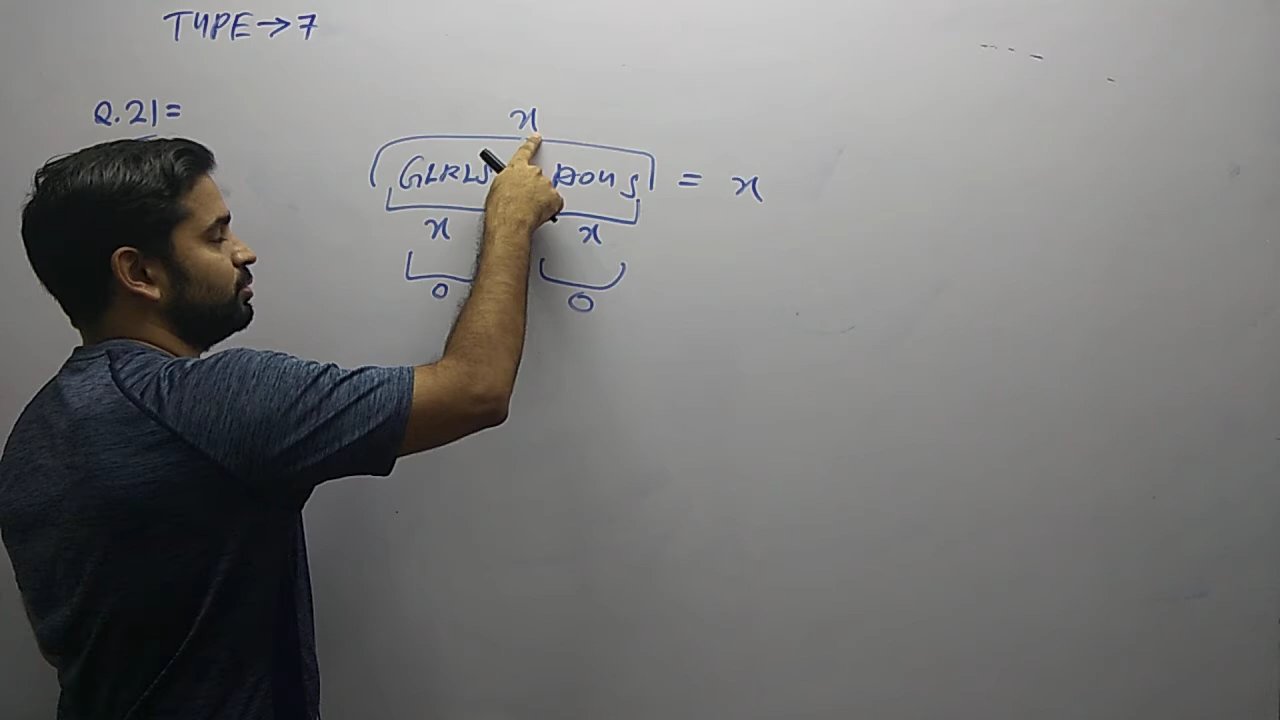 TYPE→7
Q.21=
x
GIRLS BOYS = x
x x
0 0